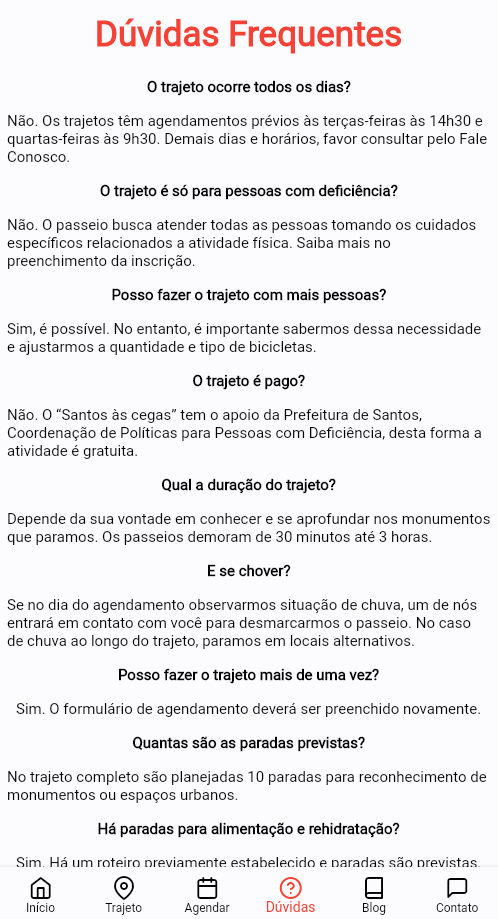 Dúvidas Frequentes
O trajeto ocorre todos os dias?
Não. Os trajetos têm agendamentos prévios às terças-feiras às 14h30 e
quartas-feiras às 9h30. Demais dias e horários, favor consultar pelo Fale
Conosco.
O trajeto é só para pessoas com deficiência?
Não. O passeio busca atender todas as pessoas tomando os cuidados
específicos relacionados a atividade física. Saiba mais no
preenchimento da inscrição.
Posso fazer o trajeto com mais pessoas?
Sim, é possível. No entanto, é importante sabermos dessa necessidade
e ajustarmos a quantidade e tipo de bicicletas.
O trajeto é pago?
Não. O “Santos às cegas” tem o apoio da Prefeitura de Santos,
Coordenação de Políticas para Pessoas com Deficiência, desta forma a
atividade é gratuita.
Qual a duração do trajeto?
Depende da sua vontade em conhecer e se aprofundar nos monumentos
que paramos. Os passeios demoram de 30 minutos até 3 horas.
E se chover?
Se no dia do agendamento observarmos situação de chuva, um de nós
entrará em contato com você para desmarcarmos o passeio. No caso
de chuva ao longo do trajeto, paramos em locais alternativos.
Posso fazer o trajeto mais de uma vez?
Sim. O formulário de agendamento deverá ser preenchido novamente.
Quantas são as paradas previstas?
No trajeto completo são planejadas 10 paradas para reconhecimento de
monumentos ou espaços urbanos.
Há paradas para alimentação e rehidratação?
Sim. Há um roteiro previamente estabelecido e paradas são previstas.
Início
Trajeto
Agendar
Dúvidas
Blog
Contato